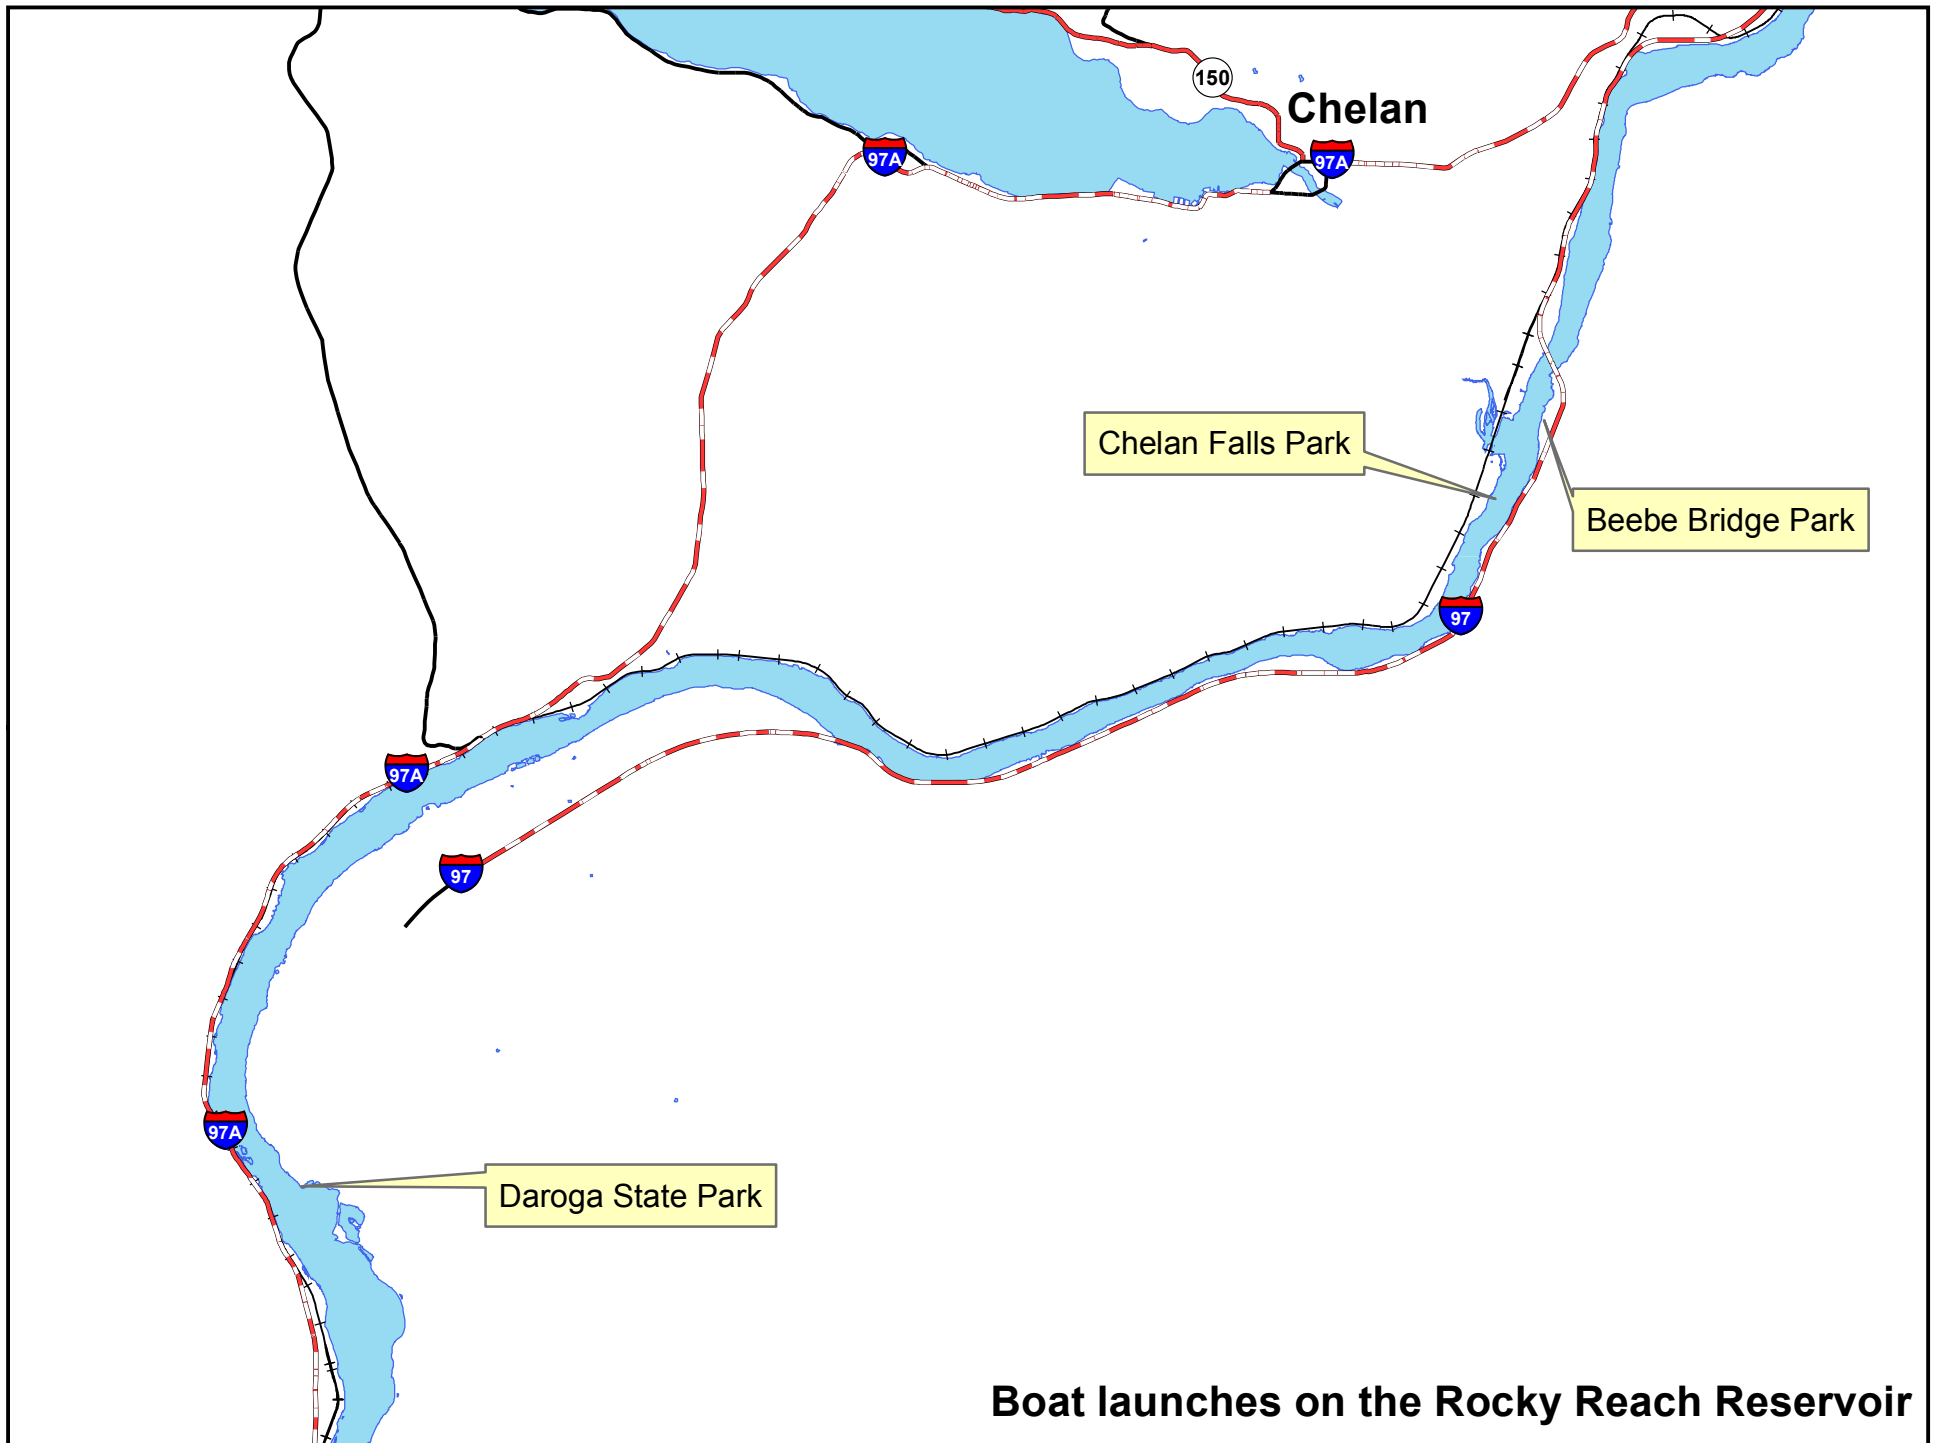 150
Chelan
97A
97A
Chelan Falls Park
Beebe Bridge Park
97
97A
97
97A
Daroga State Park
Boat launches on the Rocky Reach Reservoir